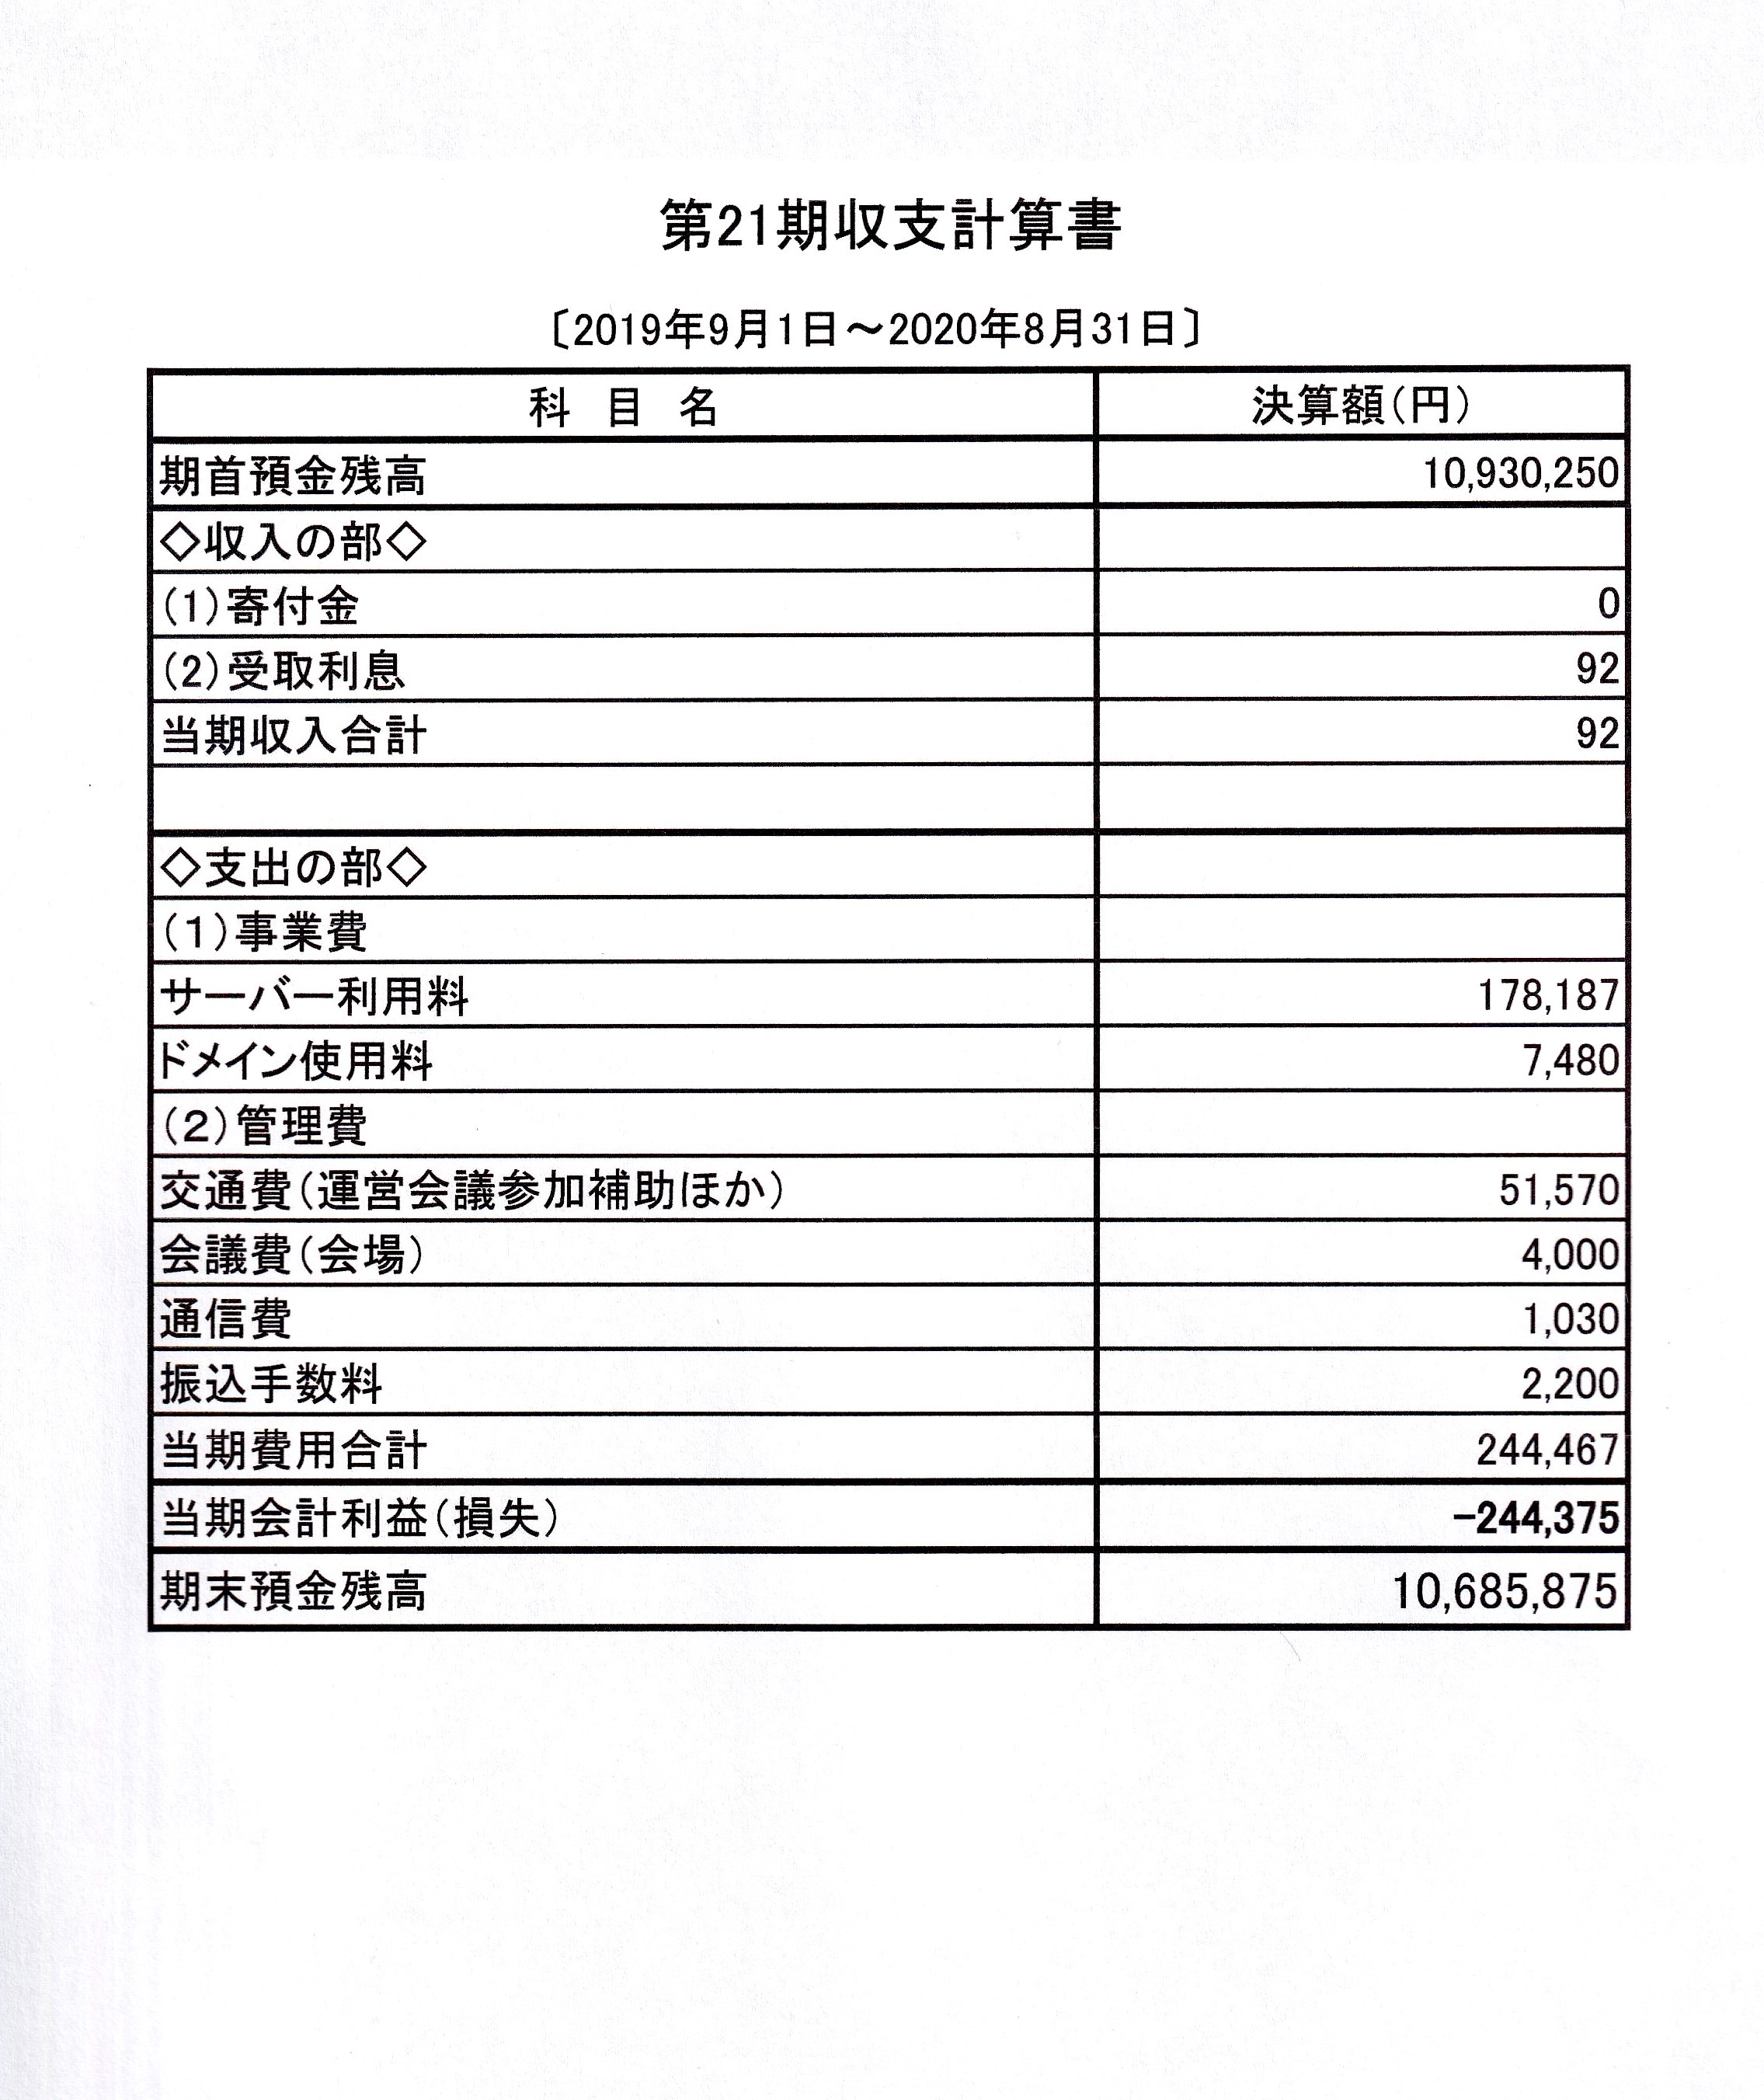 第21期収支計算書
〔2019年9月1日～2020年8月31日〕
科 目 名 決算額(円)
期首預金残高 10,930,250
◇収入の部◇
(1)寄付金 0
(2)受取利息 92
当期収入合計 92
◇支出の部◇
(1)事業費
サーバー利用料 178,187
ドメイン使用料 7,480
(2)管理費
交通費(運営会議参加補助ほか) 51,570
会議費(会場) 4,000
通信費 1,030
振込手数料 2,200
当期費用合計 244,467
当期会計利益(損失) -244,375
期末預金残高 10,685,875